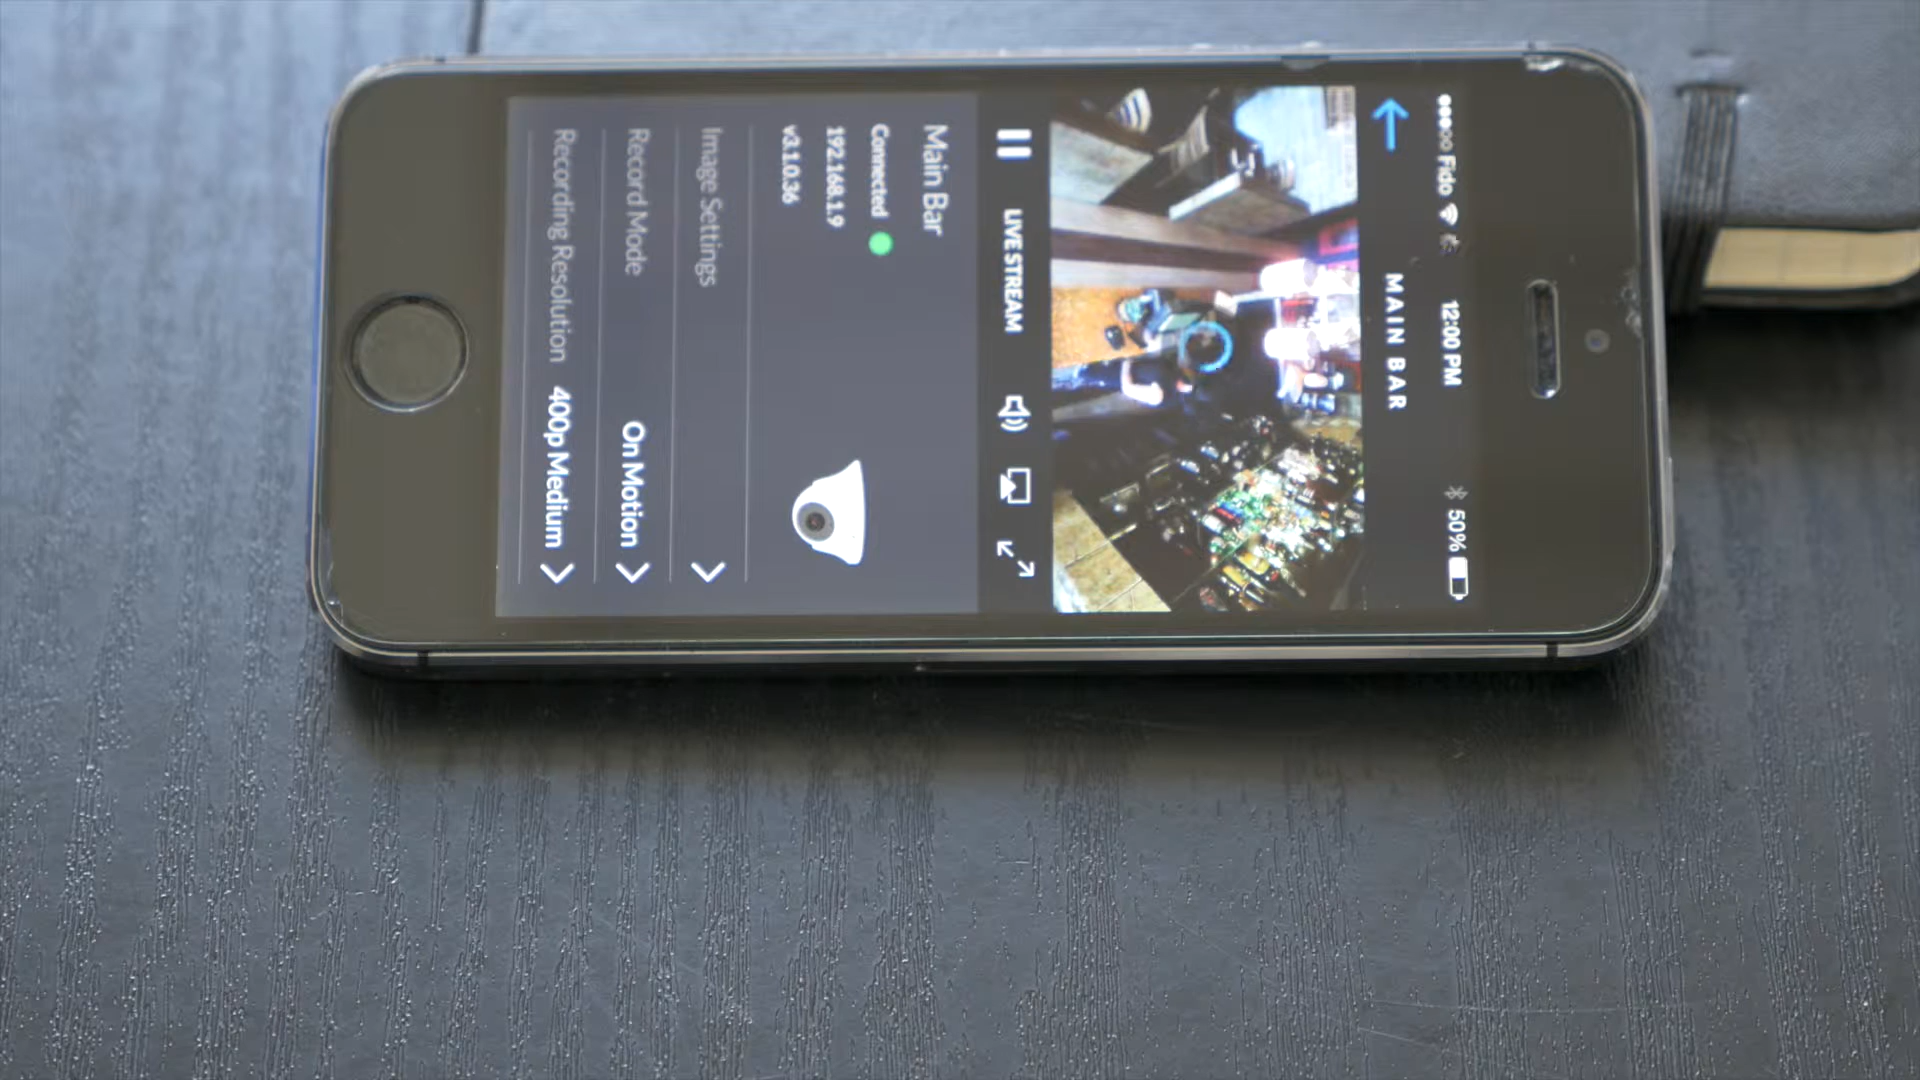 Fido 12:00 PM 50%
MAIN BAR
LIVE STREAM
Main Bar
Connected
192.168.1.9
v3.1.0.36
Image Settings
Record Mode On Motion
Recording Resolution 400p Medium